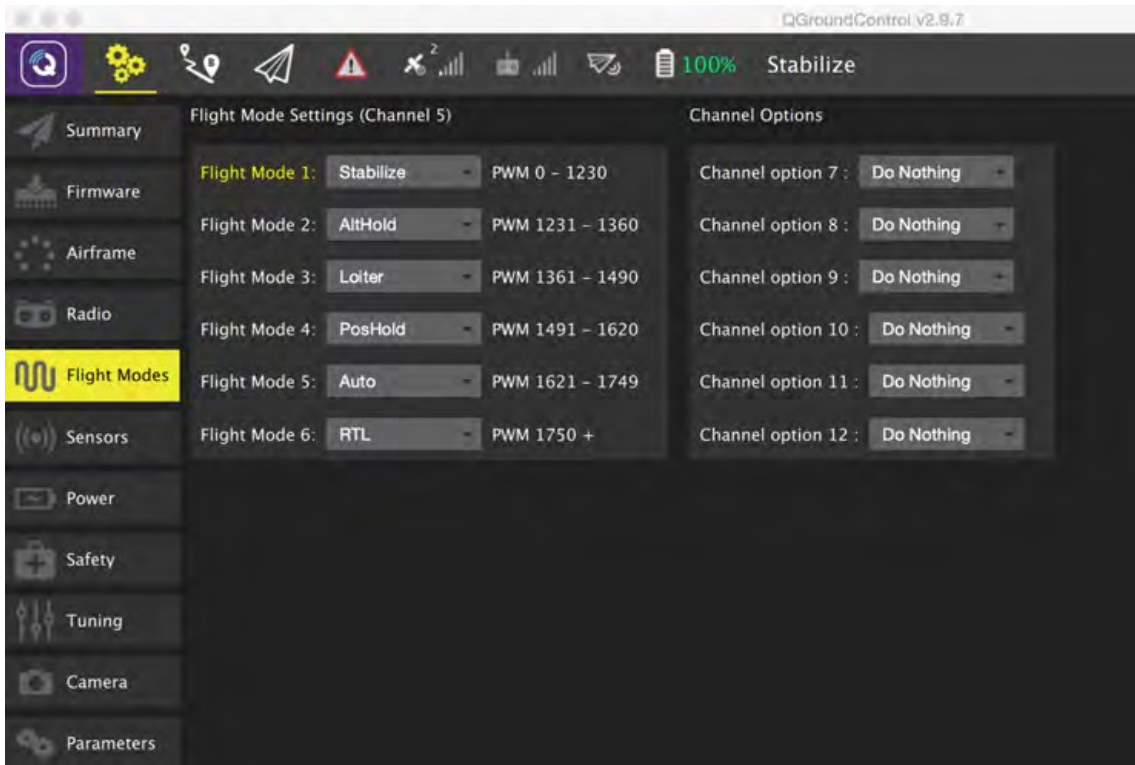 QGroundControl v2.9.7
2
100% Stabilize
Summary
Firmware
Airframe
Radio
Flight Modes
Sensors
Power
Safety
Tuning
Camera
Parameters
Flight Mode Settings (Channel 5)
Flight Mode 1: Stabilize PWM 0 - 1230
Flight Mode 2: AltHold PWM 1231 - 1360
Flight Mode 3: Loiter PWM 1361 - 1490
Flight Mode 4: PosHold PWM 1491 - 1620
Flight Mode 5: Auto PWM 1621 - 1749
Flight Mode 6: RTL PWM 1750 +
Channel Options
Channel option 7 : Do Nothing
Channel option 8 : Do Nothing
Channel option 9 : Do Nothing
Channel option 10 : Do Nothing
Channel option 11 : Do Nothing
Channel option 12 : Do Nothing